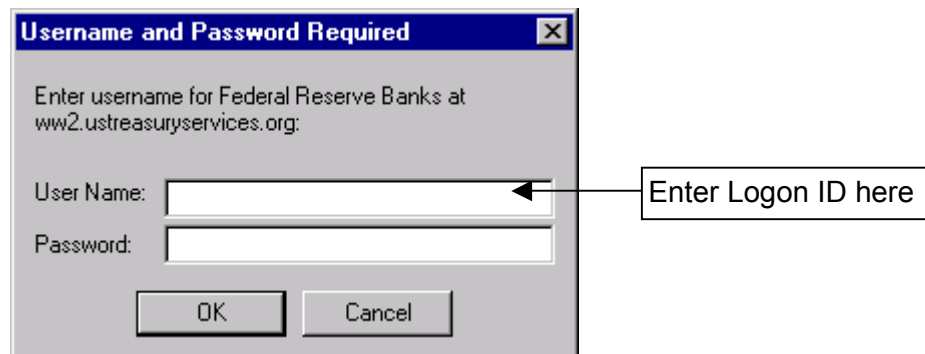 Username and Password Required
Enter username for Federal Reserve Banks at
ww2.ustreasuryservices.org:
User Name:
Enter Logon ID here
Password:
OK
Cancel